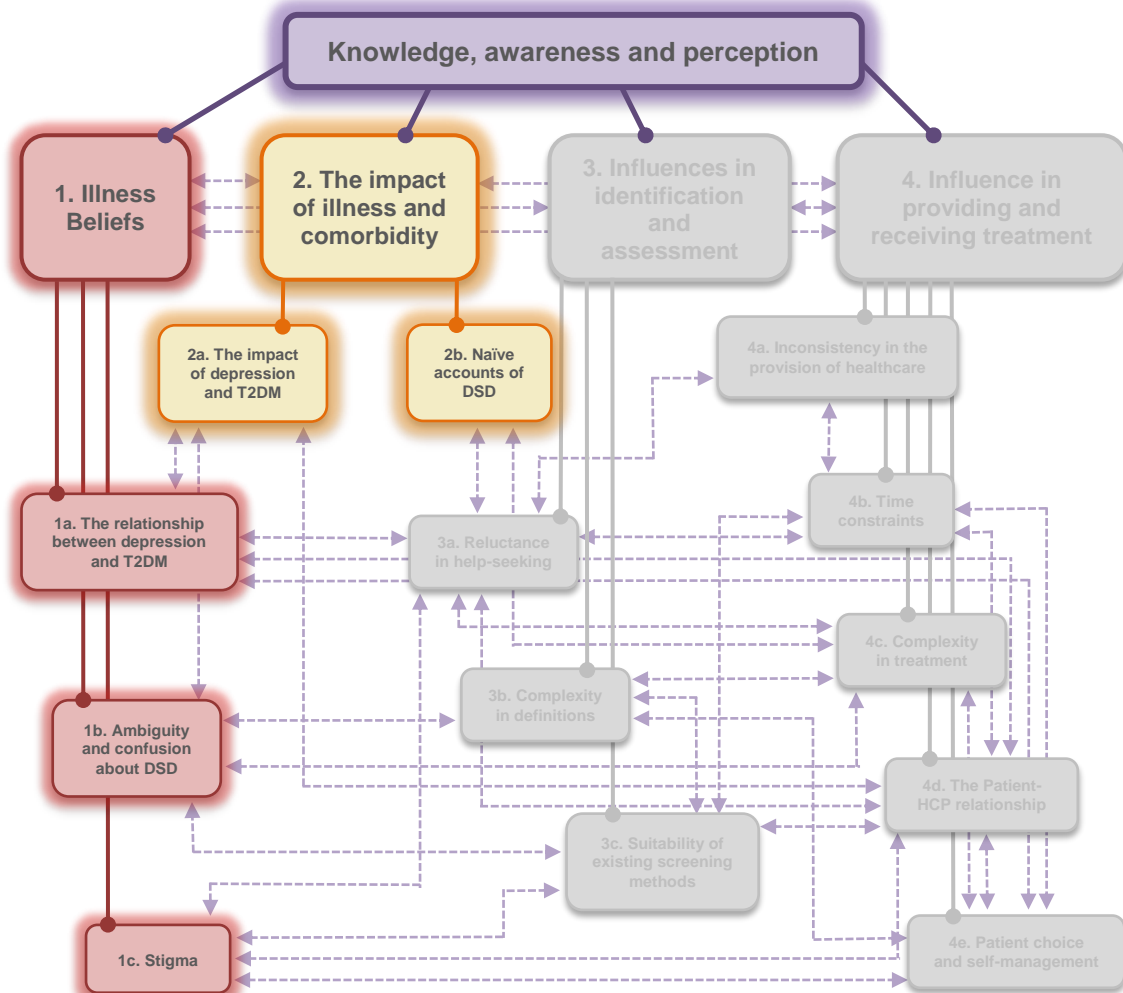 Knowledge, awareness and perception
1. Illness
Beliefs
2. The impact
of illness and
comorbidity
3. Influences in
identification
and
assessment
4. Influence in
providing and
receiving treatment
2a. The impact
of depression
and T2DM
2b. Naïve
accounts of
DSD
4a. Inconsistency in the
provision of healthcare
1a. The relationship
between depression
and T2DM
3a. Reluctance
in help-seeking
4b. Time
constraints
4c. Complexity
in treatment
3b. Complexity
in definitions
1b. Ambiguity
and confusion
about DSD
4d. The Patient-
HCP relationship
3c. Suitability of
existing screening
methods
1c. Stigma
4e. Patient choice
and self-management